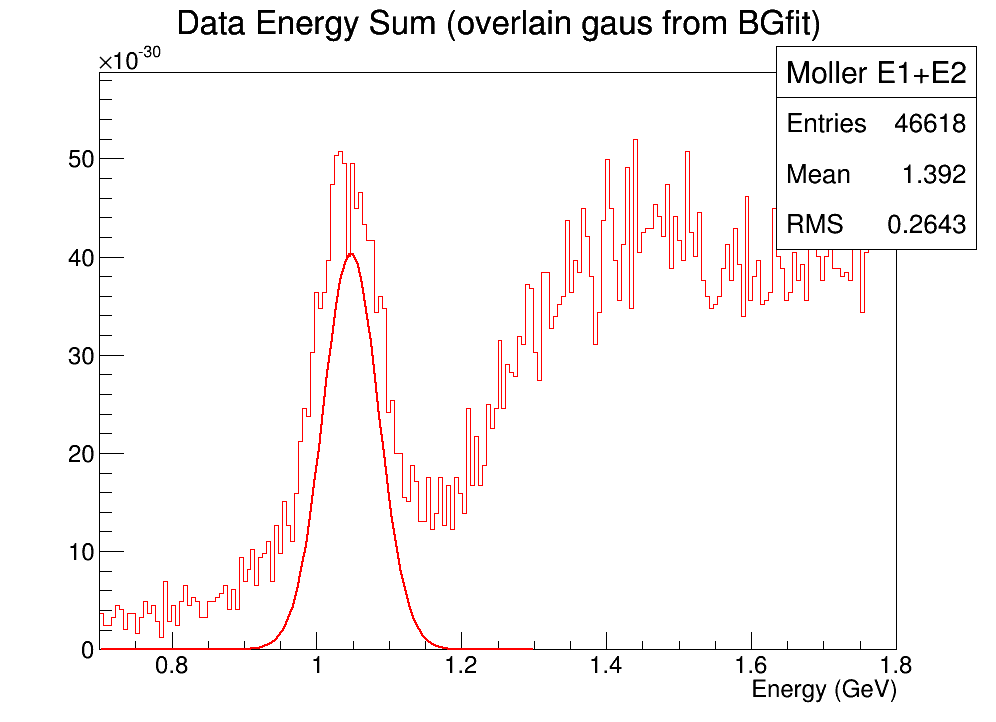 Data Energy Sum (overlain gaus from BGfit)
×10^-30
Moller E1+E2
Entries 46618
Mean 1.392
RMS 0.2643
50
40
30
20
10
0
0.8 1 1.2 1.4 1.6 1.8
Energy (GeV)